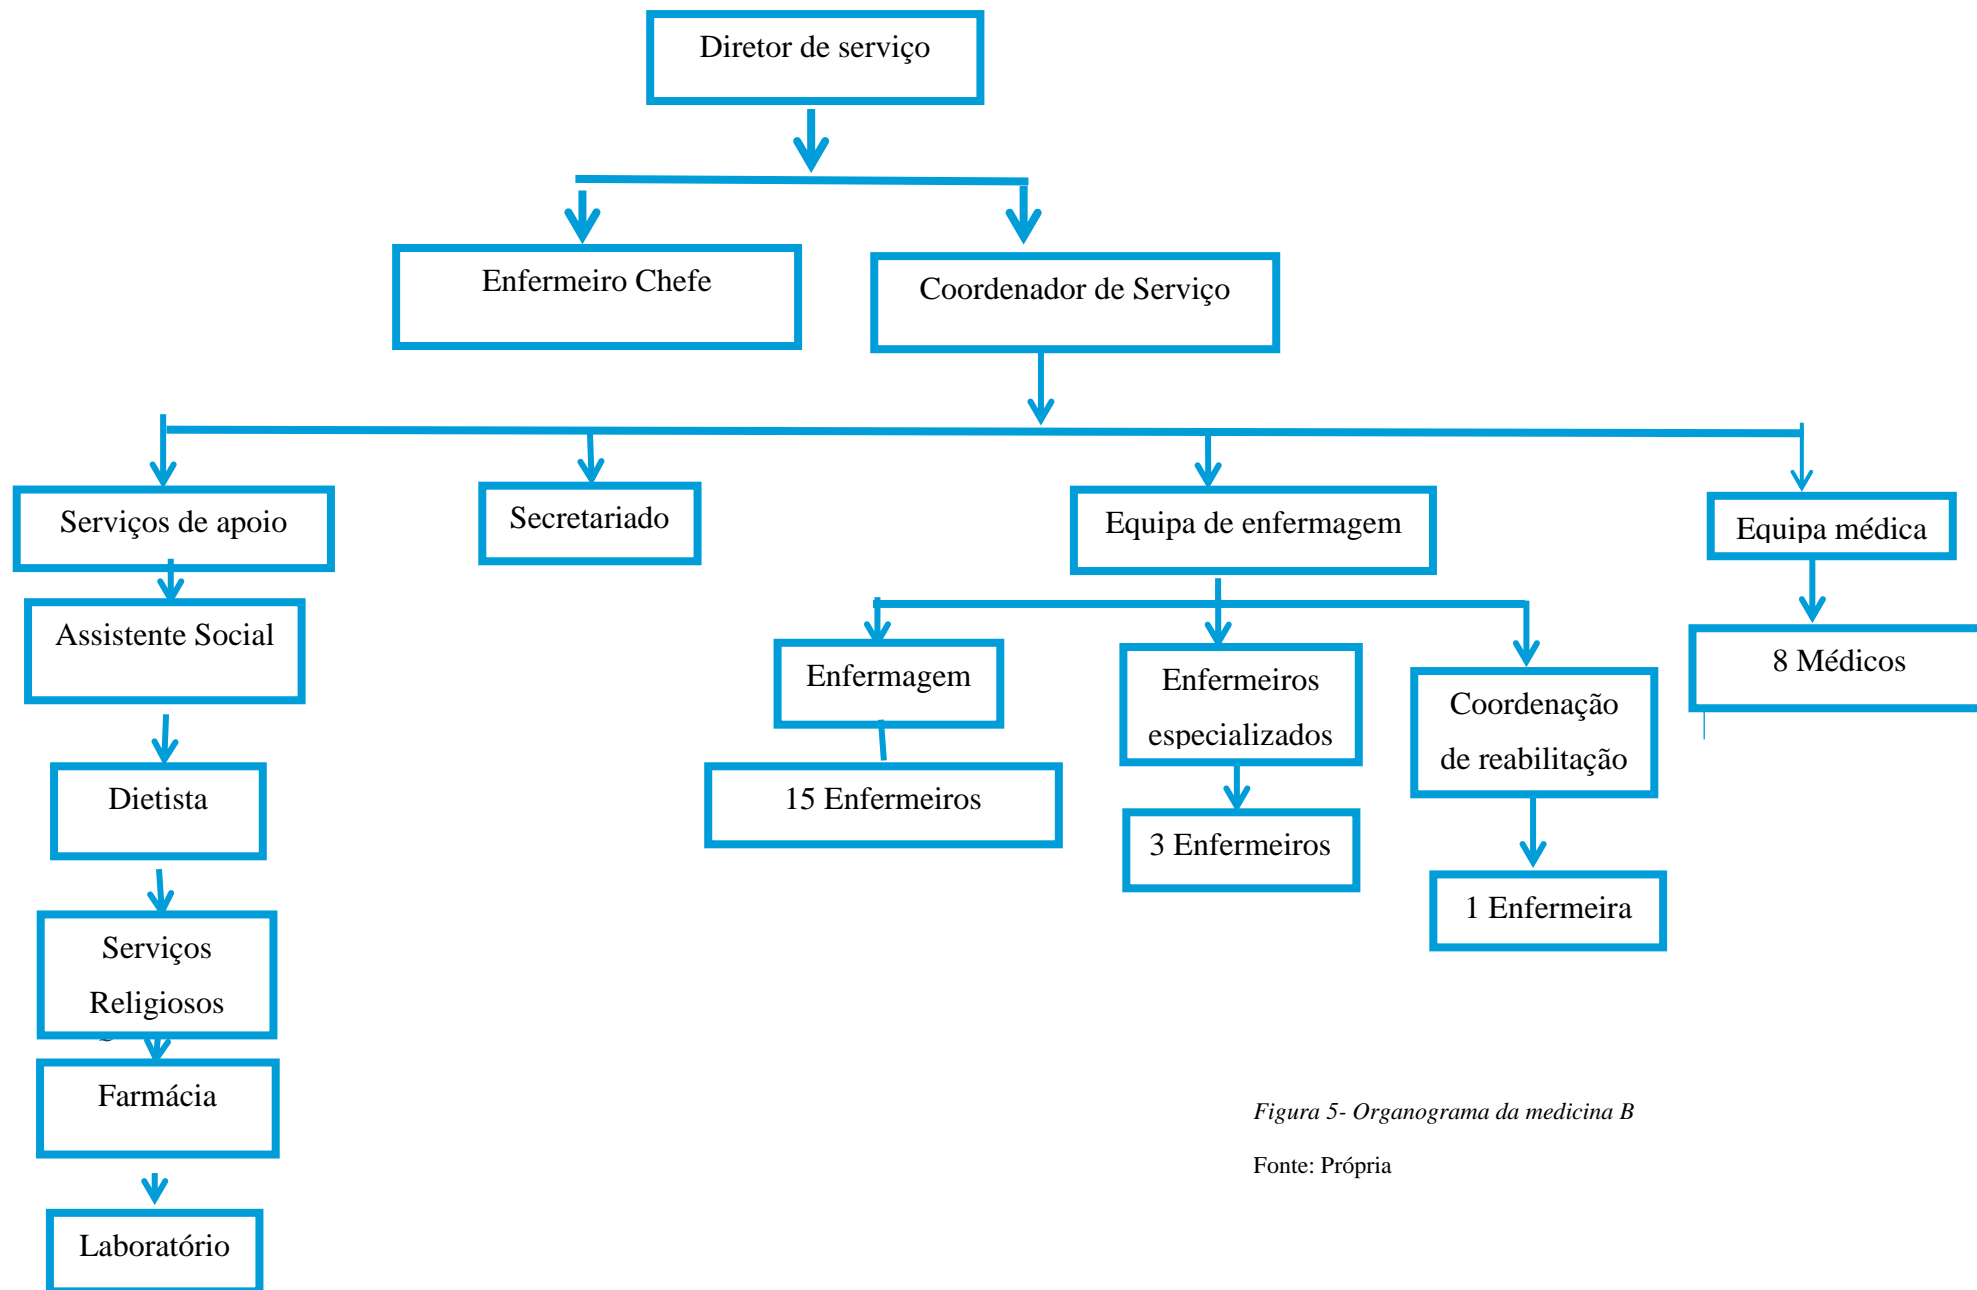 Diretor de serviço
Enfermeiro Chefe
Coordenador de Serviço
Serviços de apoio
Secretariado
Equipa de enfermagem
Equipa médica
Assistente Social
Enfermagem
Enfermeiros
especializados
Coordenação
de reabilitação
8 Médicos
Dietista
15 Enfermeiros
3 Enfermeiros
1 Enfermeira
Serviços
Religiosos
Farmácia
Laboratório
Figura 5- Organograma da medicina B
Fonte: Própria